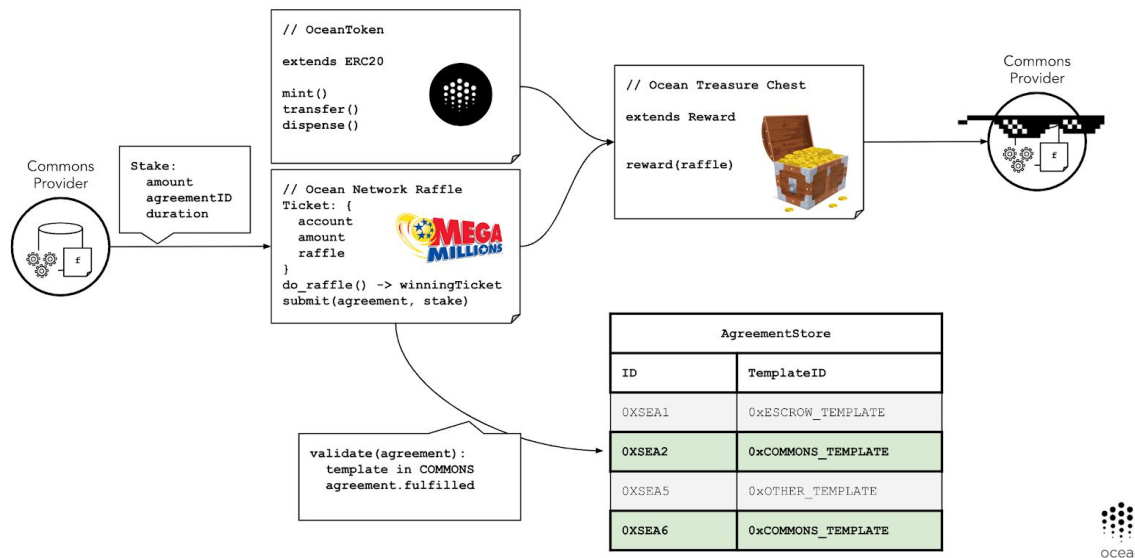 // OceanToken
extends ERC20
mint()
transfer()
dispense()
Commons
Provider
Stake:
amount
agreementID
duration
// Ocean Network Raffle
Ticket: {
account
amount
raffle
}
do_raffle() -> winningTicket
submit(agreement, stake)
MEGA
MILLIONS
£
// Ocean Treasure Chest
extends Reward
reward(raffle)
Commons
Provider
£
validate(agreement):
template in COMMONS
agreement.fulfilled
AgreementStore
ID TemplateID
0XSEA1 0xESCROW_TEMPLATE
0XSEA2 0xCOMMONS_TEMPLATE
0XSEA5 0xOTHER_TEMPLATE
0XSEA6 0xCOMMONS_TEMPLATE
ocea